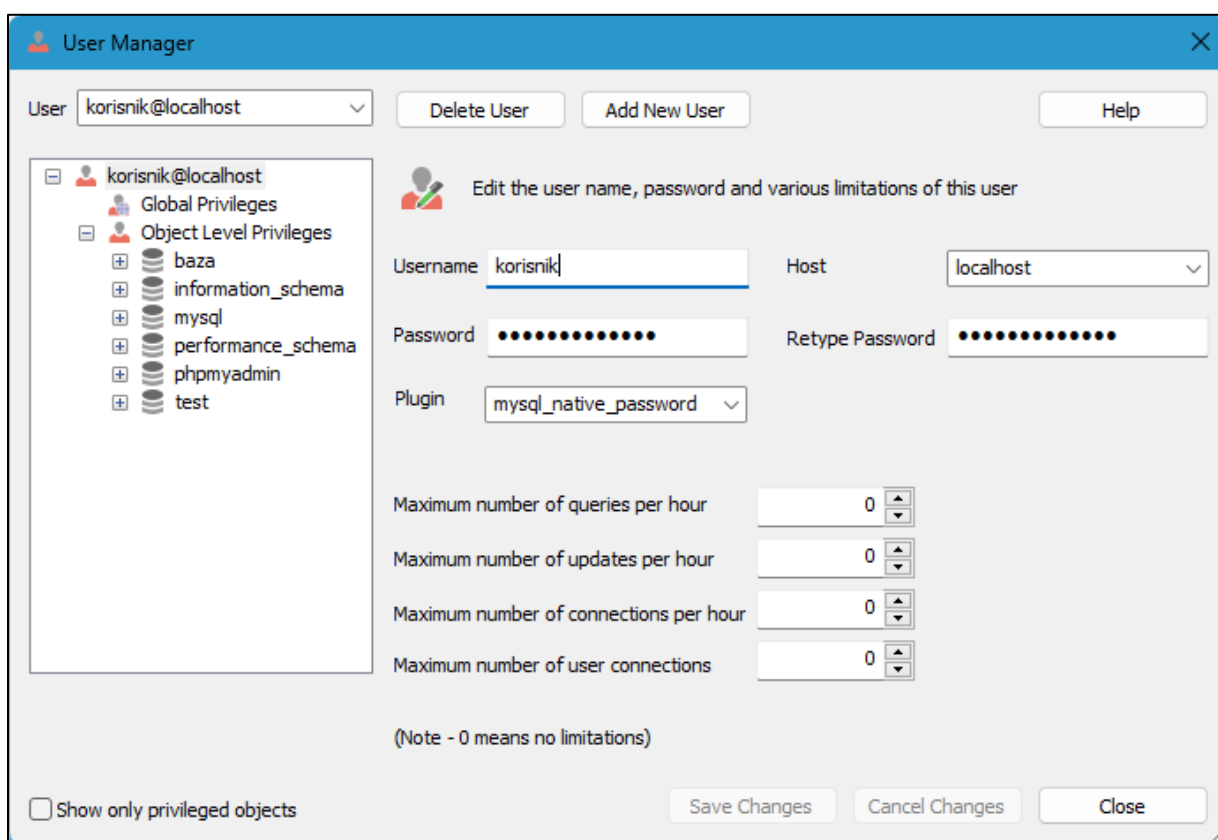 User Manager
User korisnik@localhost Delete User Add New User Help
korisnik@localhost
Global Privileges
Object Level Privileges
baza
information_schema
mysql
performance_schema
phpmyadmin
test
Edit the user name, password and various limitations of this user
Username korisnik Host localhost
Password ••••••••••••• Retype Password •••••••••••••
Plugin mysql_native_password
Maximum number of queries per hour 0
Maximum number of updates per hour 0
Maximum number of connections per hour 0
Maximum number of user connections 0
(Note - 0 means no limitations)
Show only privileged objects Save Changes Cancel Changes Close